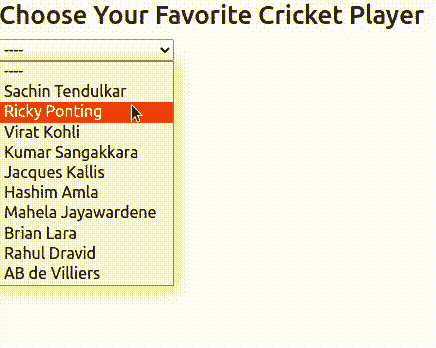 Choose Your Favorite Cricket Player
----
----
Sachin Tendulkar
Ricky Ponting
Virat Kohli
Kumar Sangakkara
Jacques Kallis
Hashim Amla
Mahela Jayawardene
Brian Lara
Rahul Dravid
AB de Villiers